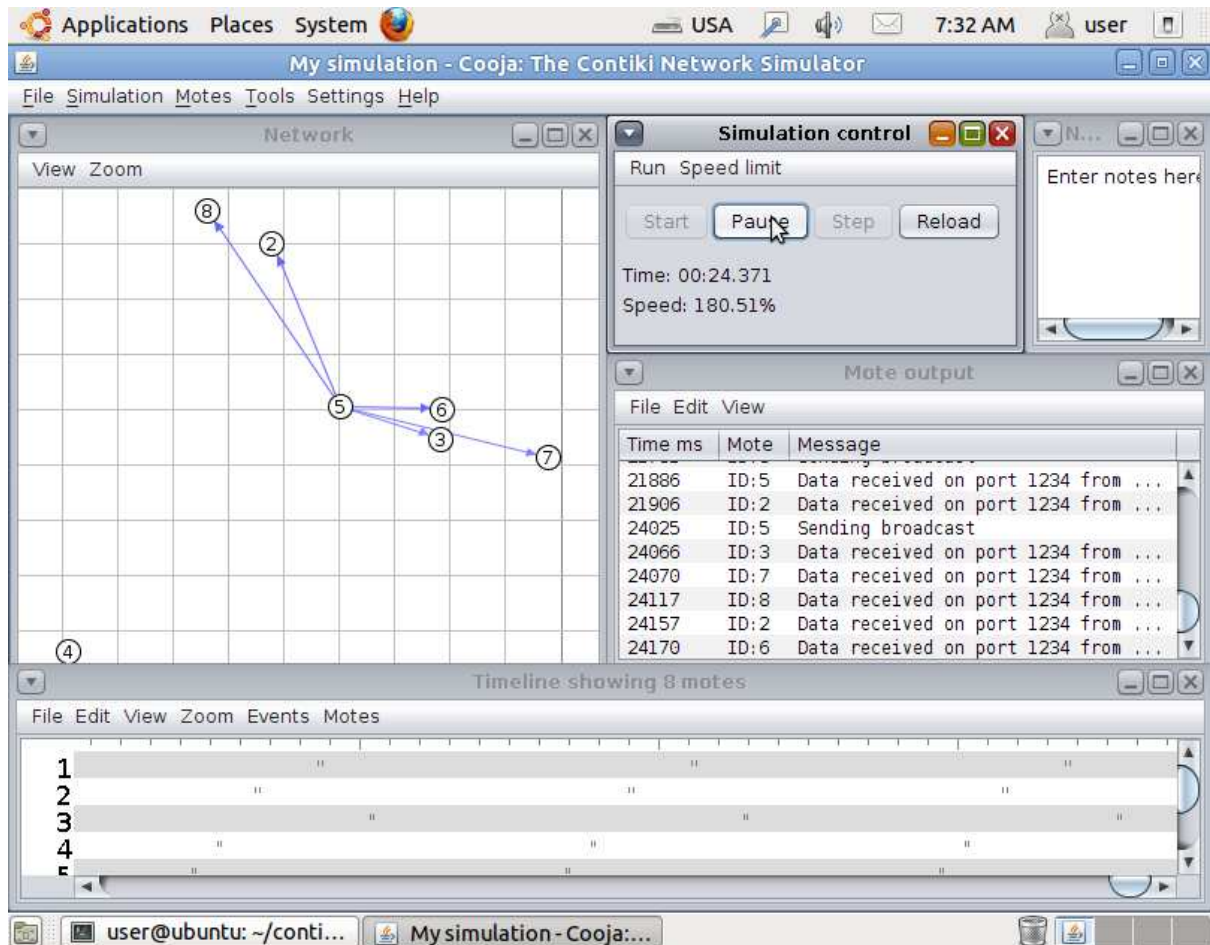 Applications Places System USA 7:32 AM user
My simulation - Cooja: The Contiki Network Simulator
File Simulation Motes Tools Settings Help
Network
View Zoom
8
2
5
6
3
7
4
Simulation control
Run Speed limit
Start Pause Step Reload
Time: 00:24.371
Speed: 180.51%
N...
Enter notes here
Mote output
File Edit View
Time ms Mote Message
21886 ID:5 Data received on port 1234 from ...
21906 ID:2 Data received on port 1234 from ...
24025 ID:5 Sending broadcast
24066 ID:3 Data received on port 1234 from ...
24070 ID:7 Data received on port 1234 from ...
24117 ID:8 Data received on port 1234 from ...
24157 ID:2 Data received on port 1234 from ...
24170 ID:6 Data received on port 1234 from ...
Timeline showing 8 motes
File Edit View Zoom Events Motes
1
2
3
4
5
user@ubuntu: ~/conti... My simulation - Cooja:...